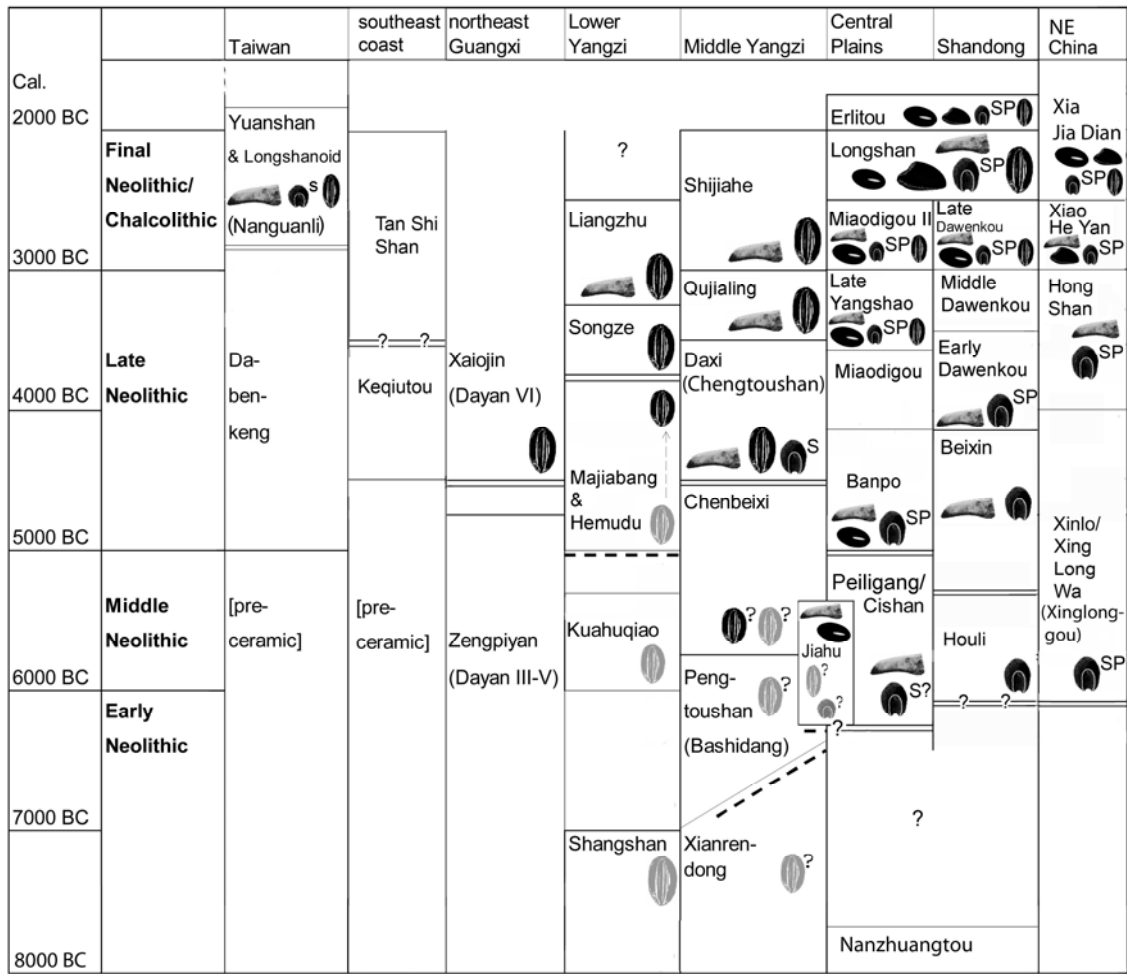 Cal.
2000 BC
3000 BC
4000 BC
5000 BC
6000 BC
7000 BC
8000 BC
Final
Neolithic/
Chalcolithic
Late
Neolithic
Middle
Neolithic
Early
Neolithic
Taiwan
Yuanshan
& Longshanoid
s
(Nanguanli)
Da-
ben-
keng
[pre-
ceramic]
southeast
coast
Tan Shi
Shan
? ?
Keqiutou
[pre-
ceramic]
northeast
Guangxi
Xaiojin
(Dayan VI)
Zengpiyan
(Dayan III-V)
Lower
Yangzi
?
Liangzhu
Songze
Majiabang
&
Hemudu
Kuahuqiao
Shangshan
Middle Yangzi
Shijiahe
Qujialing
Daxi
(Chengtoushan)
S
Chenbeixi
? ?
Peng-
toushan
?
(Bashidang)
Xianren-
dong
?
Central
Plains
Erlitou
SP
Longshan
SP
Miaodigou II
SP
Late
Yangshao
SP
Miaodigou
Banpo
SP
Peiligang/
Cishan
S?
Jiahu
?
?
?
?
Nanzhuangtou
Shandong
Late
Dawenkou
SP
Middle
Dawenkou
Early
Dawenkou
SP
Beixin
Houli
? ?
NE
China
Xia
Jia Dian
SP
Xiao
He Yan
SP
Hong
Shan
SP
Xinlo/
Xing
Long
Wa
(Xinglong-
gou)
SP